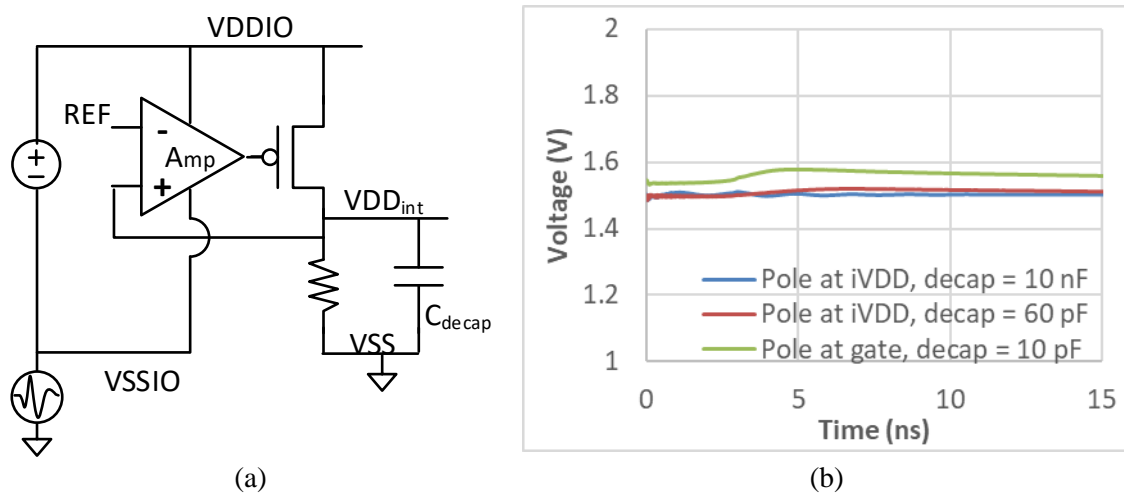 VDDIO
REF
-
Amp
+
+
-
VDDint
Cdecap
VSS
VSSIO
(a)
2
1.8
1.6
1.4
1.2
1
Voltage (V)
Pole at iVDD, decap = 10 nF
Pole at iVDD, decap = 60 pF
Pole at gate, decap = 10 pF
0 5 10 15
Time (ns)
(b)